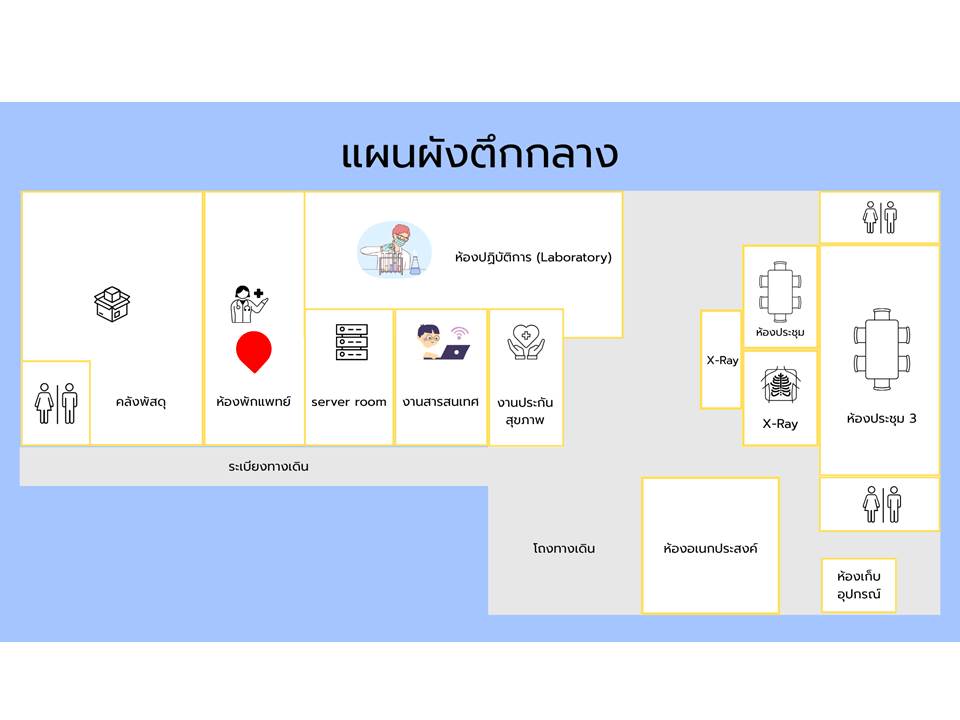 แผนผังตึกกลาง
ห้องปฏิบัติการ (Laboratory)
ห้องประชุม
X-Ray
คลังพัสดุ
ห้องพักแพทย์
server room
งานสารสนเทศ
งานประกัน
สุขภาพ
X-Ray
ห้องประชุม 3
ระเบียงทางเดิน
โถงทางเดิน
ห้องอเนกประสงค์
ห้องเก็บ
อุปกรณ์